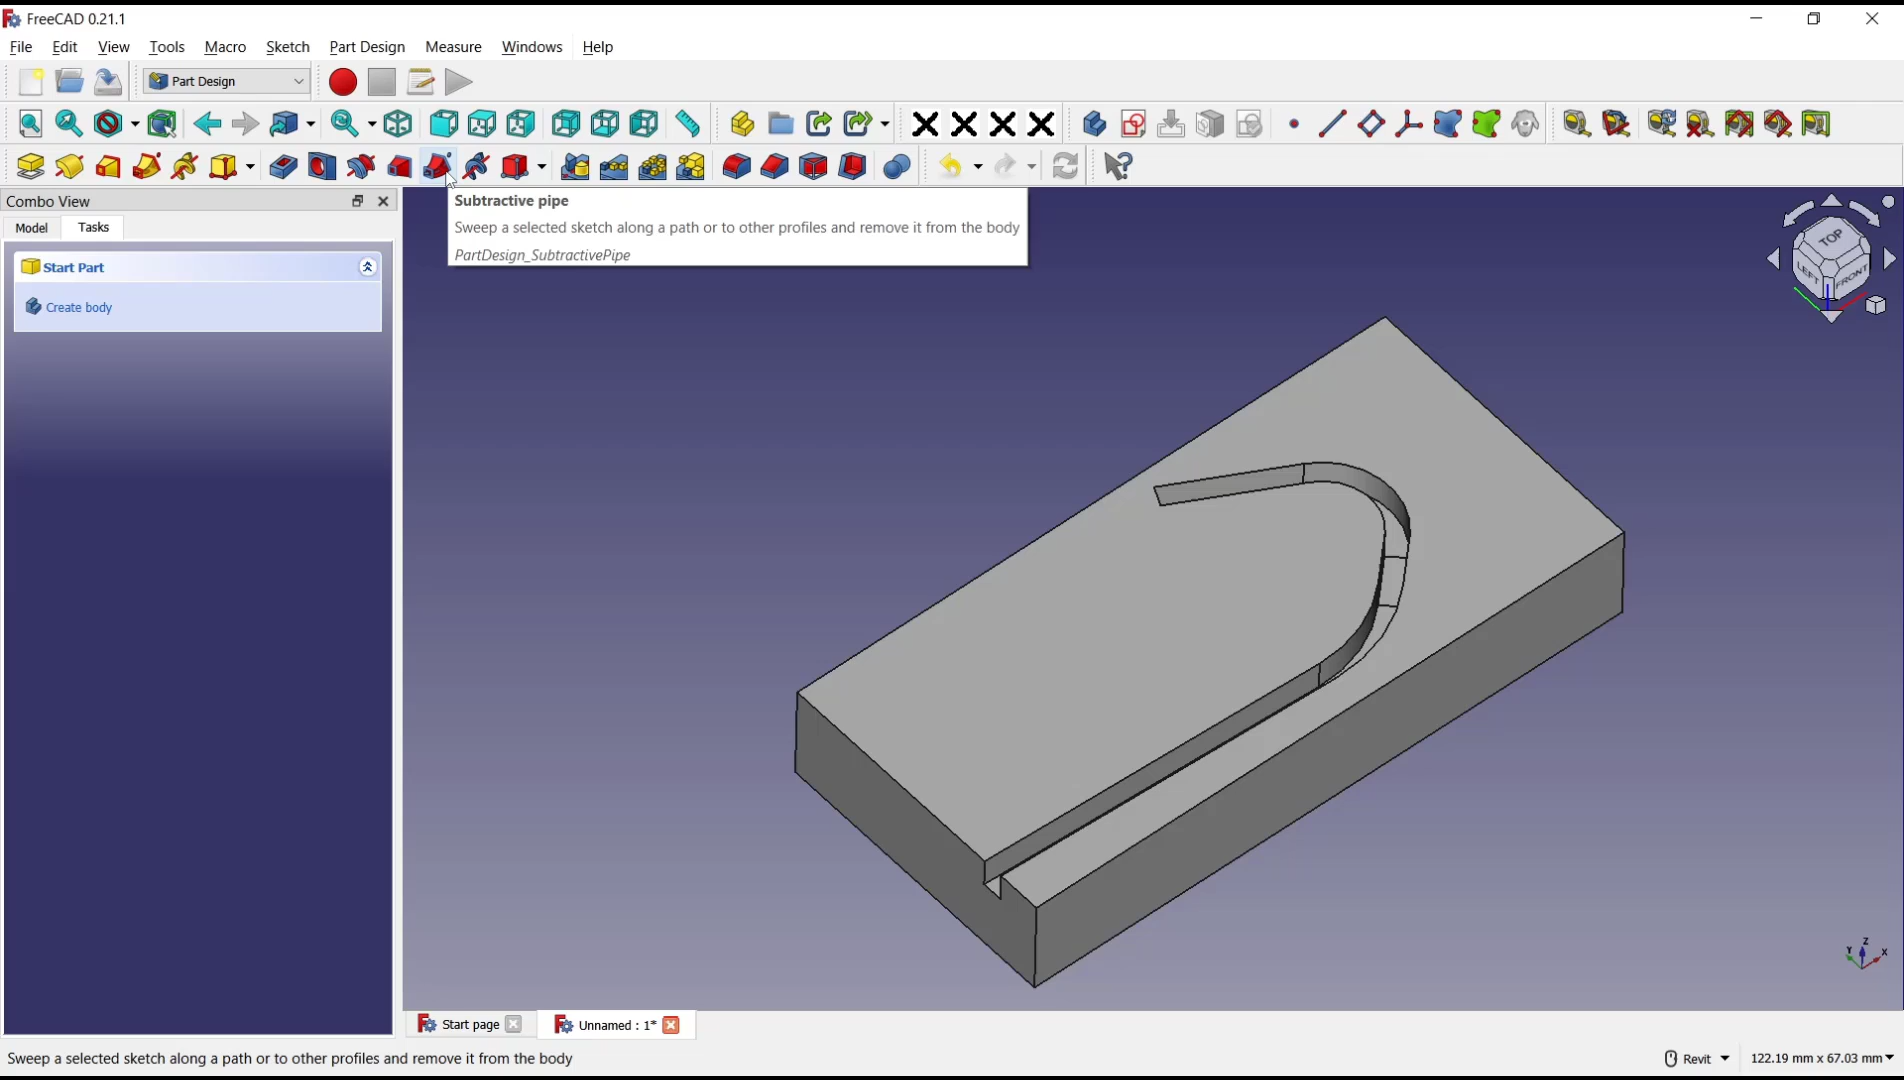 FreeCAD 0.21.1
File Edit View Tools Macro Sketch Part Design Measure Windows Help
Part Design
Combo View
Model Tasks
Start Part
Create body
Subtractive pipe
Sweep a selected sketch along a path or to other profiles and remove it from the body
PartDesign_SubtractivePipe
TOP
LEFT FRONT
Z
Y X
Start page Unnamed : 1*
Sweep a selected sketch along a path or to other profiles and remove it from the body
Revit 122.19 mm x 67.03 mm